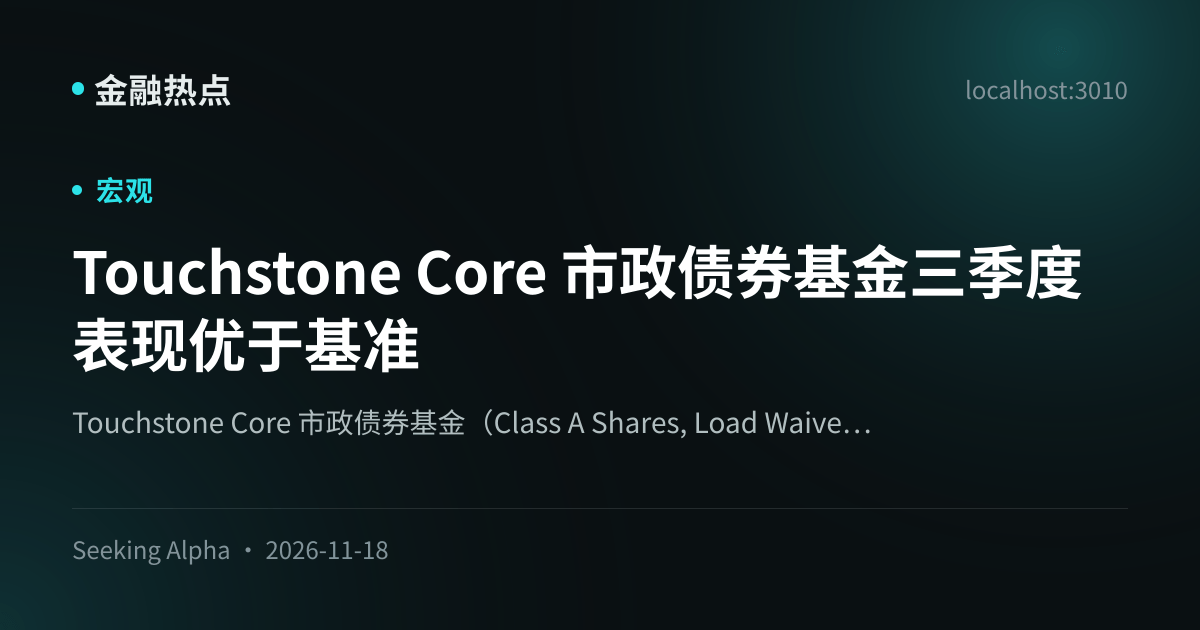 金融热点
localhost:3010
宏观
Touchstone Core 市政债券基金三季度
表现优于基准
Touchstone Core 市政债券基金（Class A Shares, Load Waive…
Seeking Alpha • 2026-11-18